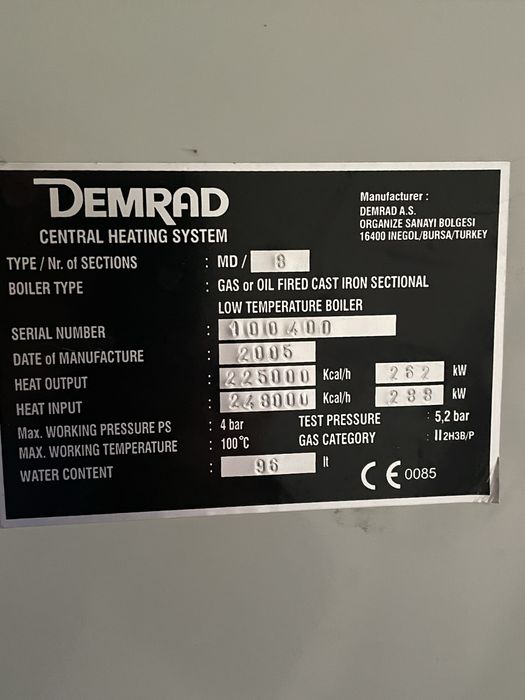 DEMRAD
CENTRAL HEATING SYSTEM
Manufacturer :
DEMRAD A.S.
ORGANIZE SANAYI BOLGESI
16400 INEGOL/BURSA/TURKEY
TYPE / Nr. of SECTIONS : MD / 8
BOILER TYPE : GAS or OIL FIRED CAST IRON SECTIONAL
LOW TEMPERATURE BOILER
SERIAL NUMBER : 100400
DATE of MANUFACTURE : 2005
HEAT OUTPUT : 225000 Kcal/h 262 kW
HEAT INPUT : 248000 Kcal/h 288 kW
Max. WORKING PRESSURE PS : 4 bar TEST PRESSURE : 5,2 bar
MAX. WORKING TEMPERATURE : 100°C GAS CATEGORY : II2H3B/P
WATER CONTENT : 96 lt
CE 0085